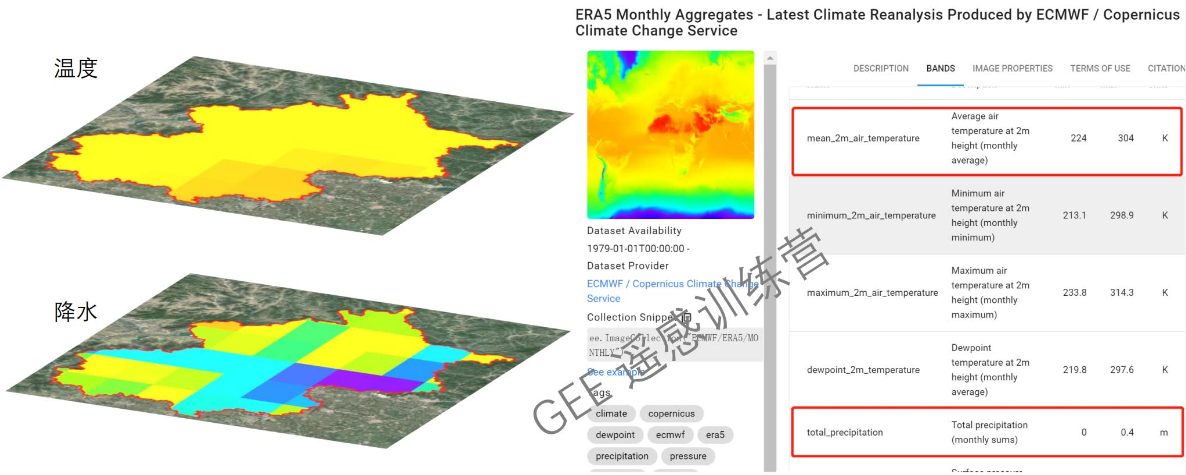 温度
降水
ERA5 Monthly Aggregates - Latest Climate Reanalysis Produced by ECMWF / Copernicus
Climate Change Service
Dataset Availability
1979-01-01T00:00:00 -
Dataset Provider
ECMWF / Copernicus Climate Change
Service
Collection Snippet
ee.ImageCollection("ECMWF/ERA5/MO
NTHLY")
See example
Tags
climate copernicus
dewpoint ecmwf era5
precipitation pressure
DESCRIPTION BANDS IMAGE PROPERTIES TERMS OF USE CITATION
mean_2m_air_temperature Average air 224 304 K
temperature at 2m
height (monthly
average)
minimum_2m_air_temperature Minimum air 213.1 298.9 K
temperature at 2m
height (monthly
minimum)
maximum_2m_air_temperature Maximum air 233.8 314.3 K
temperature at 2m
height (monthly
maximum)
dewpoint_2m_temperature Dewpoint 219.8 297.6 K
temperature at 2m
height (monthly
average)
total_precipitation Total precipitation 0 0.4 m
(monthly sums)
GEE 遥感训练营